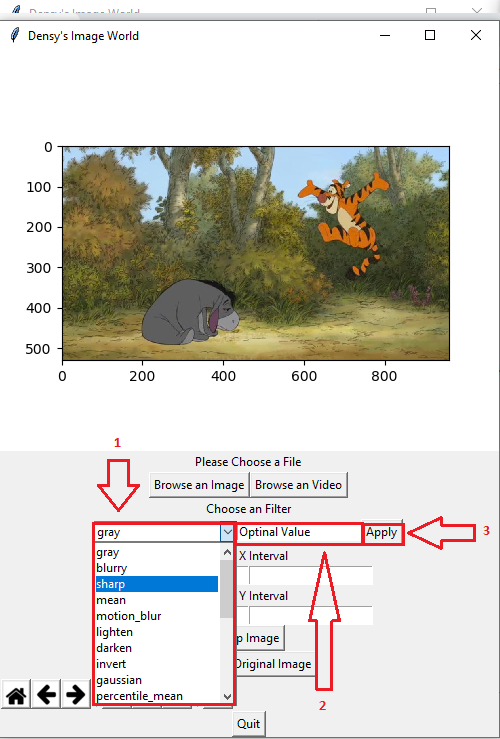 Densy's Image World
Densy's Image World
0
100
200
300
400
500
0 200 400 600 800
1
Please Choose a File
Browse an Image Browse an Video
Choose an Filter
gray Optinal Value Apply 3
gray X Interval
blurry
sharp
mean Y Interval
motion_blur
lighten
darken p Image
invert
gaussian Original Image
percentile_mean
2
Quit